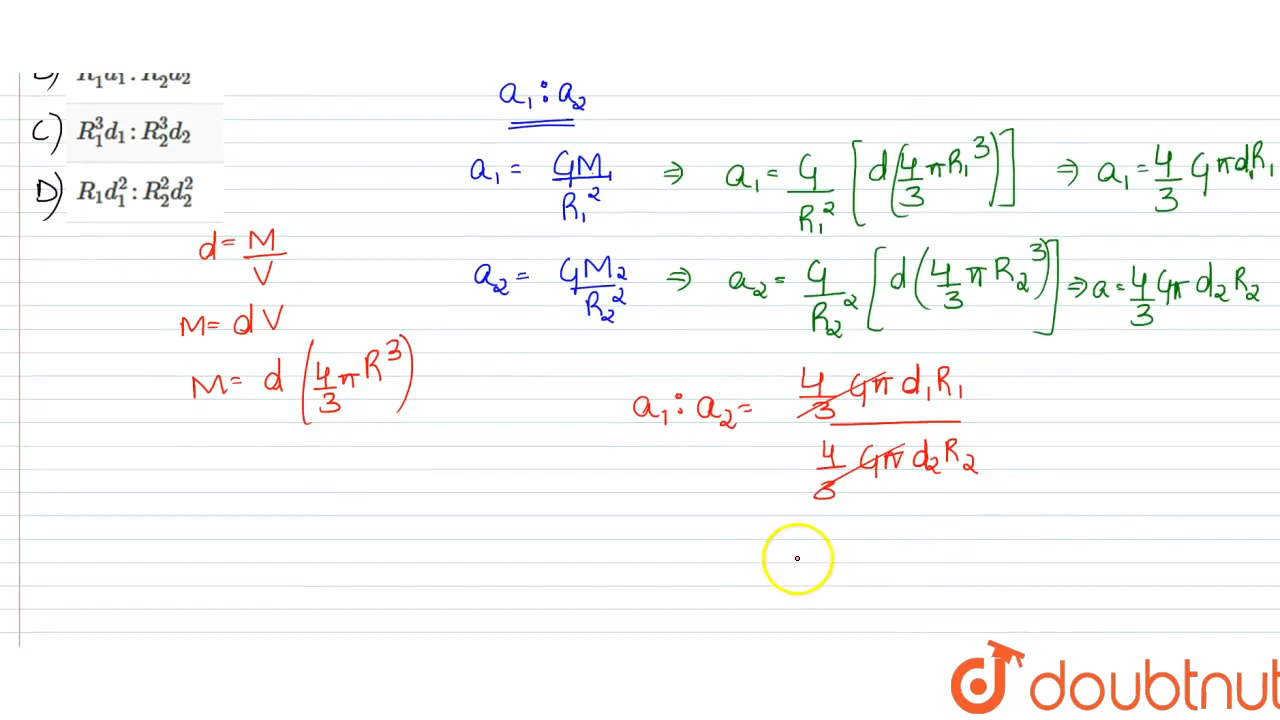 R₁d₁ : R₂d₂
C) R₁³d₁ : R₂³d₂
D) R₁d₁² : R₂²d₂²
d = M/V
M = dV
M = d (4/3 πR³)
a₁ : a₂
a₁ = GM₁/R₁² ⇒ a₁ = G/R₁² [d(4/3 πR₁³)] ⇒ a₁ = 4/3 Gπd₁R₁
a₂ = GM₂/R₂² ⇒ a₂ = G/R₂² [d(4/3 πR₂³)] ⇒ a = 4/3 Gπ d₂R₂
a₁ : a₂ = 4/3 Gπ d₁R₁ / 4/3 Gπ d₂R₂
doubtnut